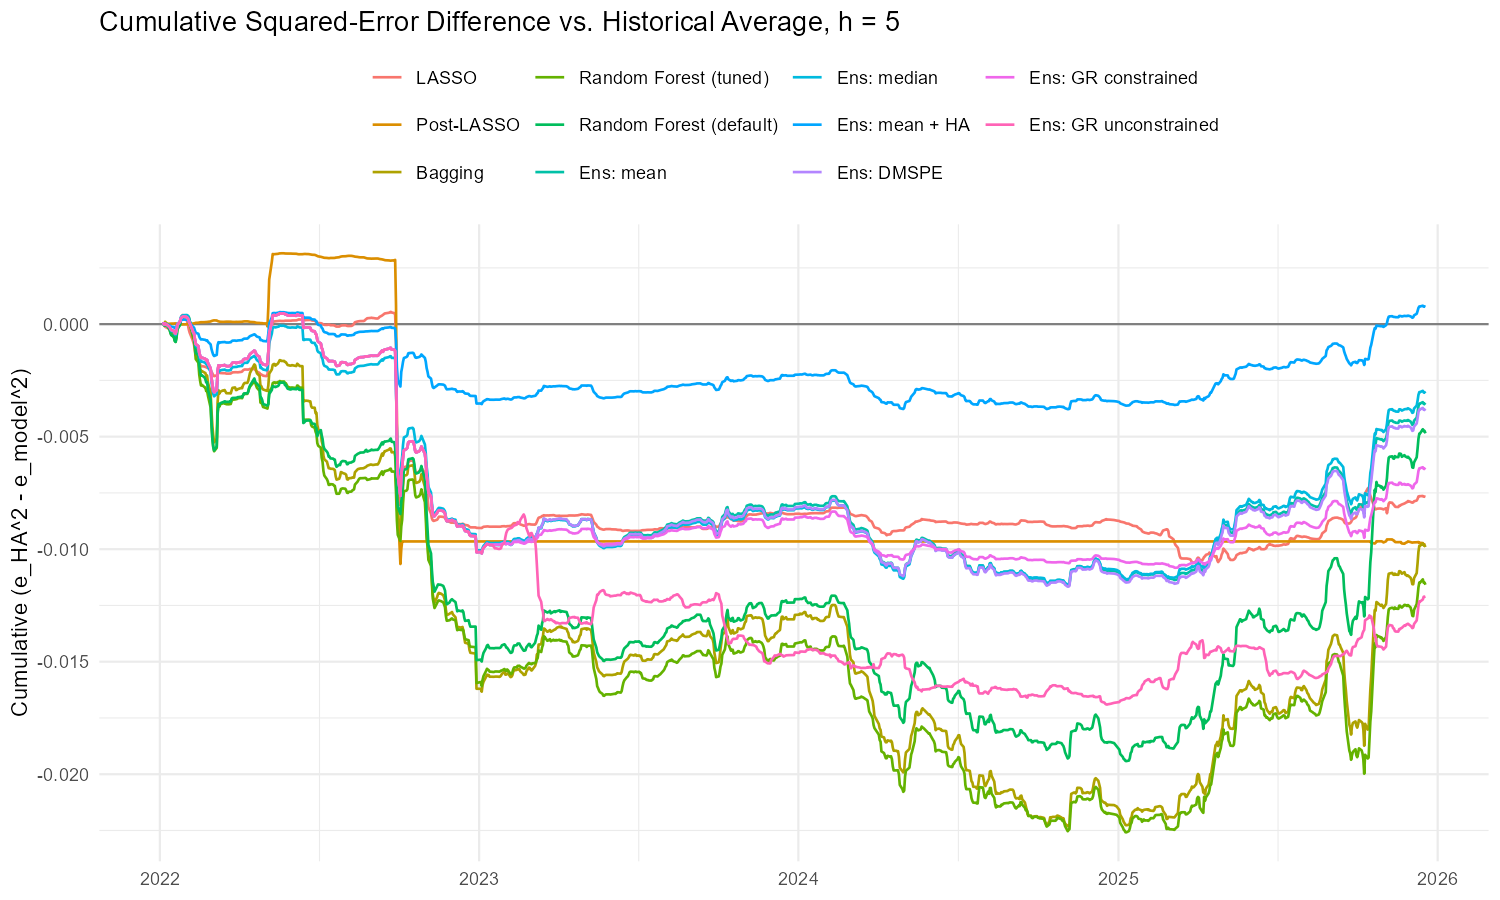 Cumulative Squared-Error Difference vs. Historical Average, h = 5
LASSO
Random Forest (tuned)
Ens: median
Ens: GR constrained
Post-LASSO
Random Forest (default)
Ens: mean + HA
Ens: GR unconstrained
Bagging
Ens: mean
Ens: DMSPE
Cumulative (e_HA^2 - e_model^2)
0.000
-0.005
-0.010
-0.015
-0.020
2022
2023
2024
2025
2026